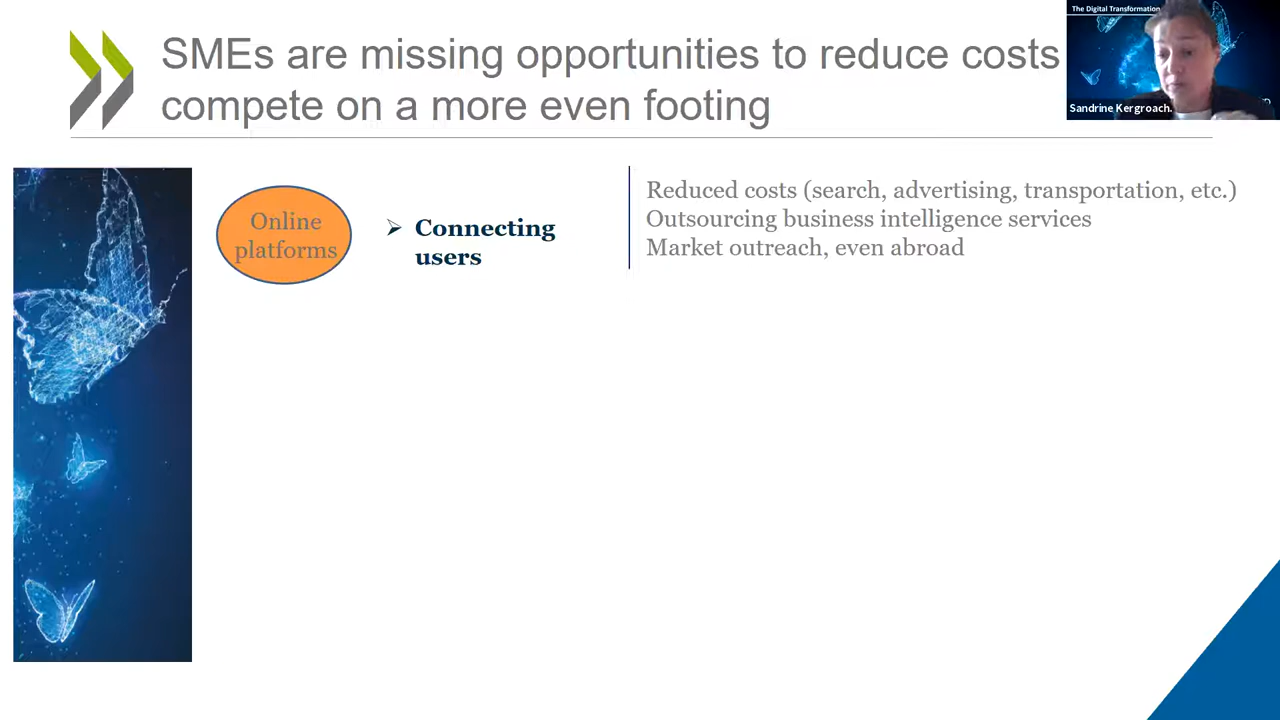 SMEs are missing opportunities to reduce costs
compete on a more even footing
The Digital Transformation
Sandrine Kergroach.
Online
platforms
➢ Connecting
users
Reduced costs (search, advertising, transportation, etc.)
Outsourcing business intelligence services
Market outreach, even abroad